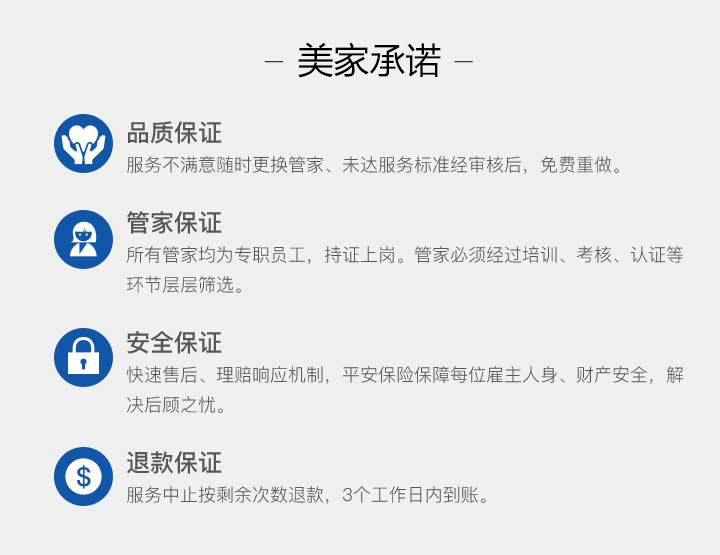 — 美家承诺 —
品质保证
服务不满意随时更换管家、未达服务标准经审核后，免费重做。
管家保证
所有管家均为专职员工，持证上岗。管家必须经过培训、考核、认证等
环节层层筛选。
安全保证
快速售后、理赔响应机制，平安保险保障每位雇主人身、财产安全，解
决后顾之忧。
$
退款保证
服务中止按剩余次数退款，3个工作日内到账。